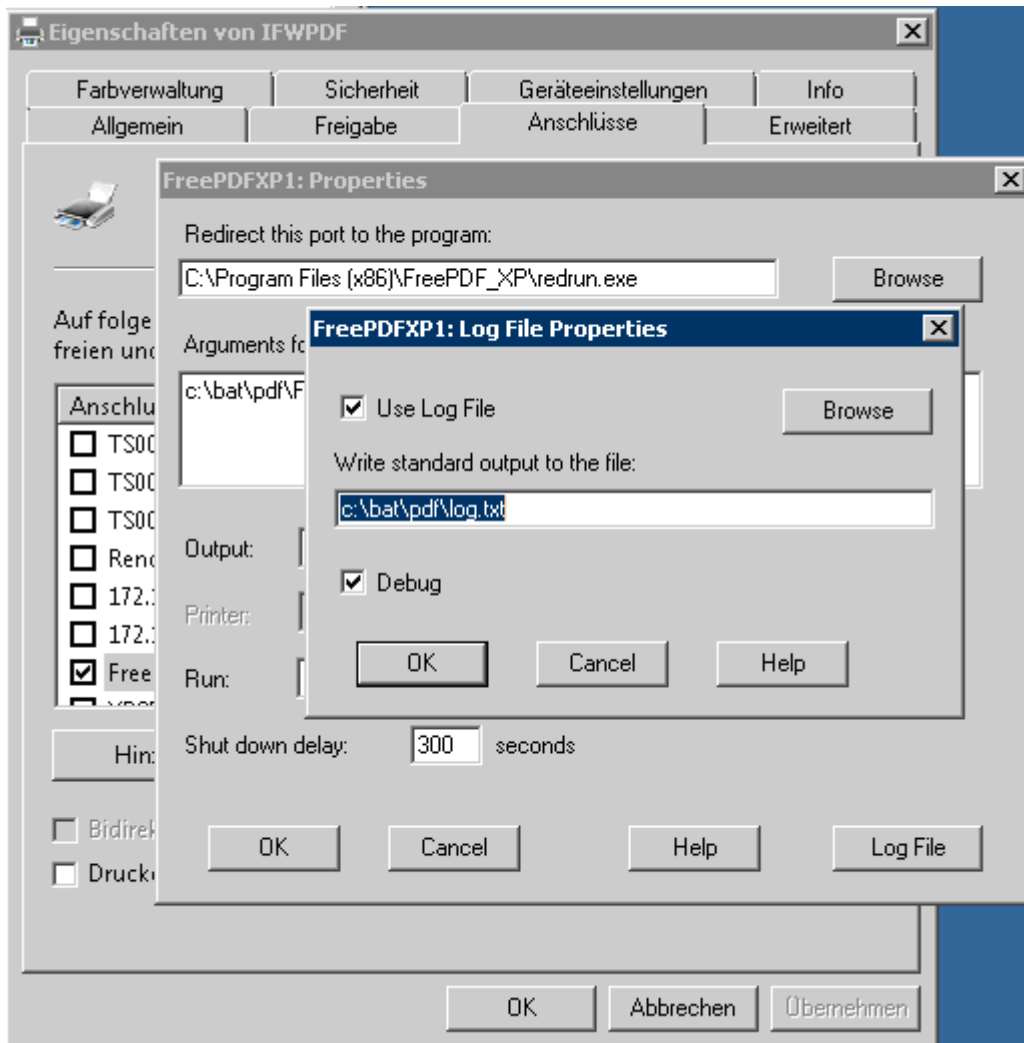 Eigenschaften von IFWPDF
Farbverwaltung Sicherheit Geräteeinstellungen Info
Allgemein Freigabe Anschlüsse Erweitert
FreePDFXP1: Properties
Redirect this port to the program:
C:\Program Files (x86)\FreePDF_XP\redrun.exe Browse
Auf folge
freien und
Arguments fo
c:\bat\pdf\F
FreePDFXP1: Log File Properties
Use Log File Browse
Write standard output to the file:
c:\bat\pdf\log.txt
Debug
OK Cancel Help
Anschlu
TS00
TS00
TS00
Reno
172.
172.
Free
Output:
Printer:
Run:
Shut down delay: 300 seconds
Hin
Bidirek
Drucke
OK Cancel Help Log File
OK Abbrechen Übernehmen